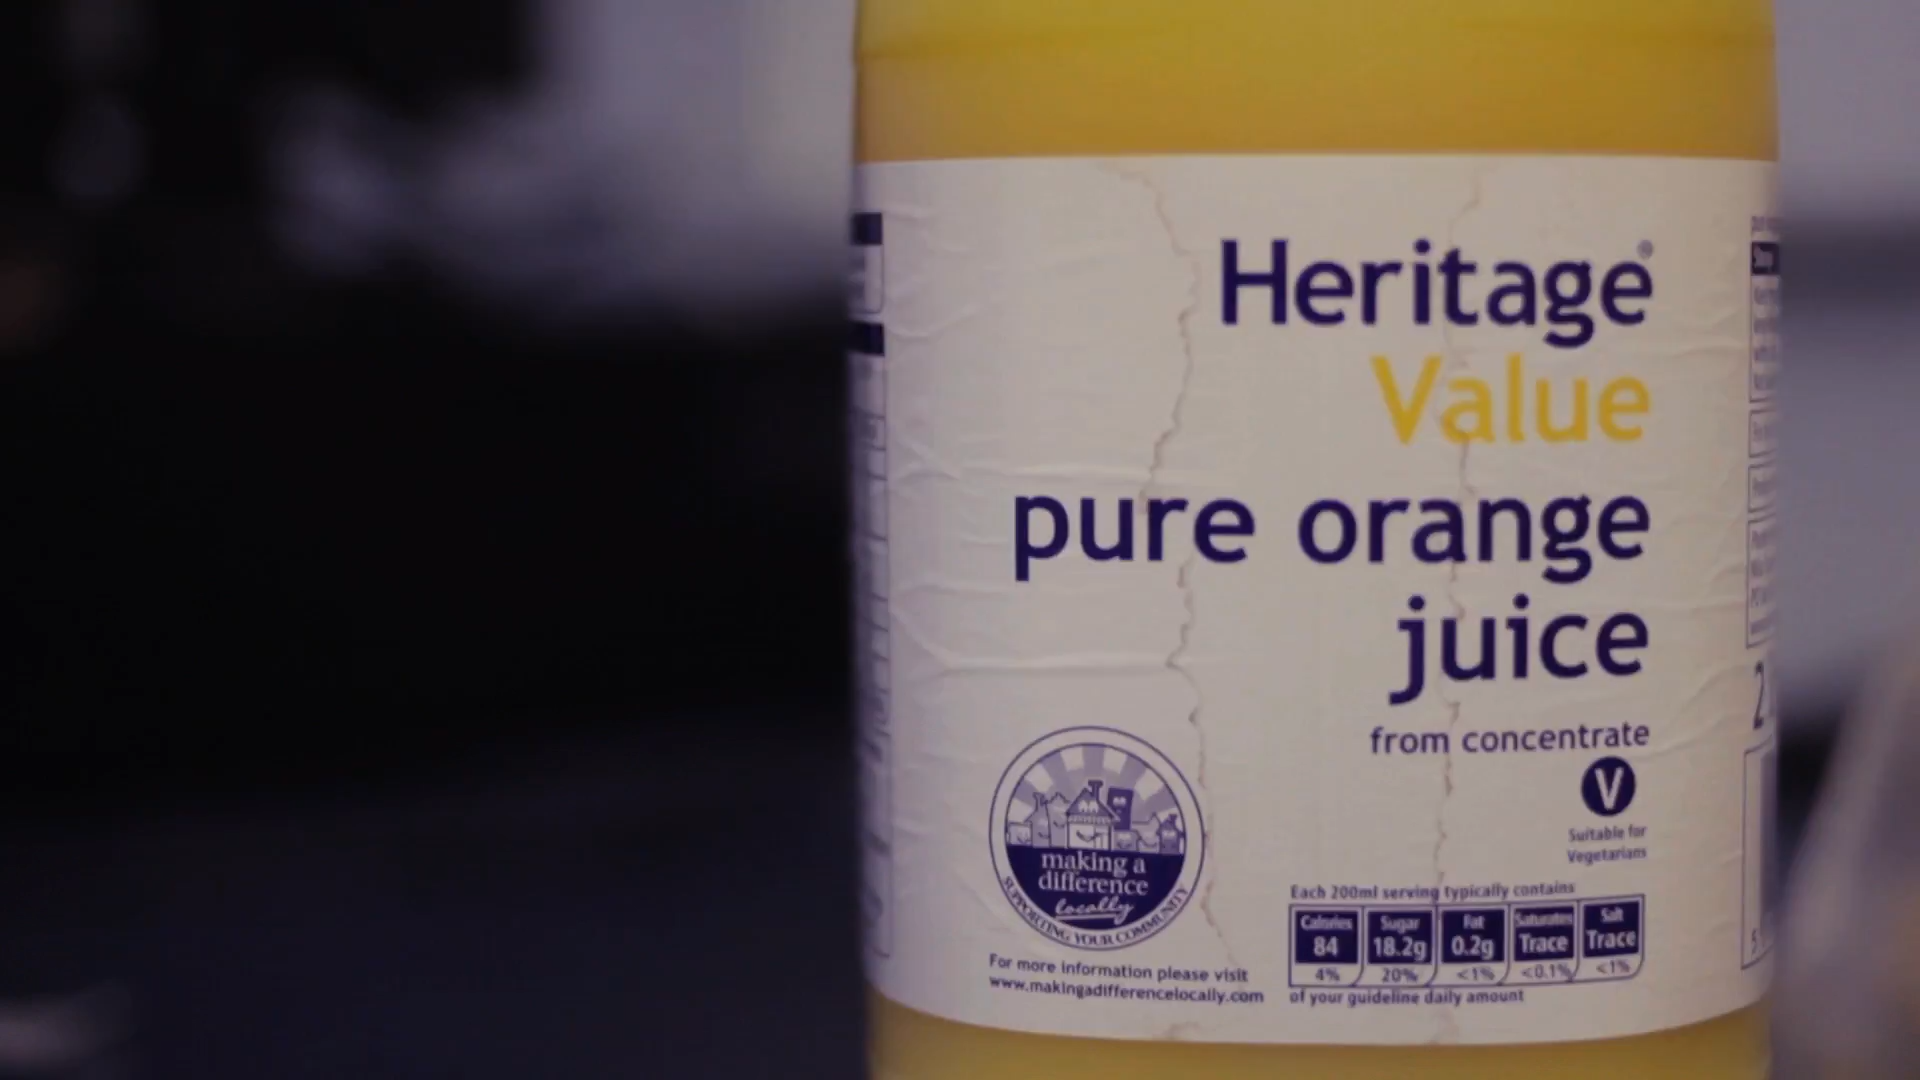 Heritage®
Value
pure orange
juice
from concentrate
V
Suitable for
Vegetarians
making a
difference
locally
SUPPORTING YOUR COMMUNITY
For more information please visit
www.makingadifferencelocally.com
Each 200ml serving typically contains
Calories Sugar Fat Saturates Salt
84 18.2g 0.2g Trace Trace
4% 20% <1% <0.1% <1%
of your guideline daily amount
2
5